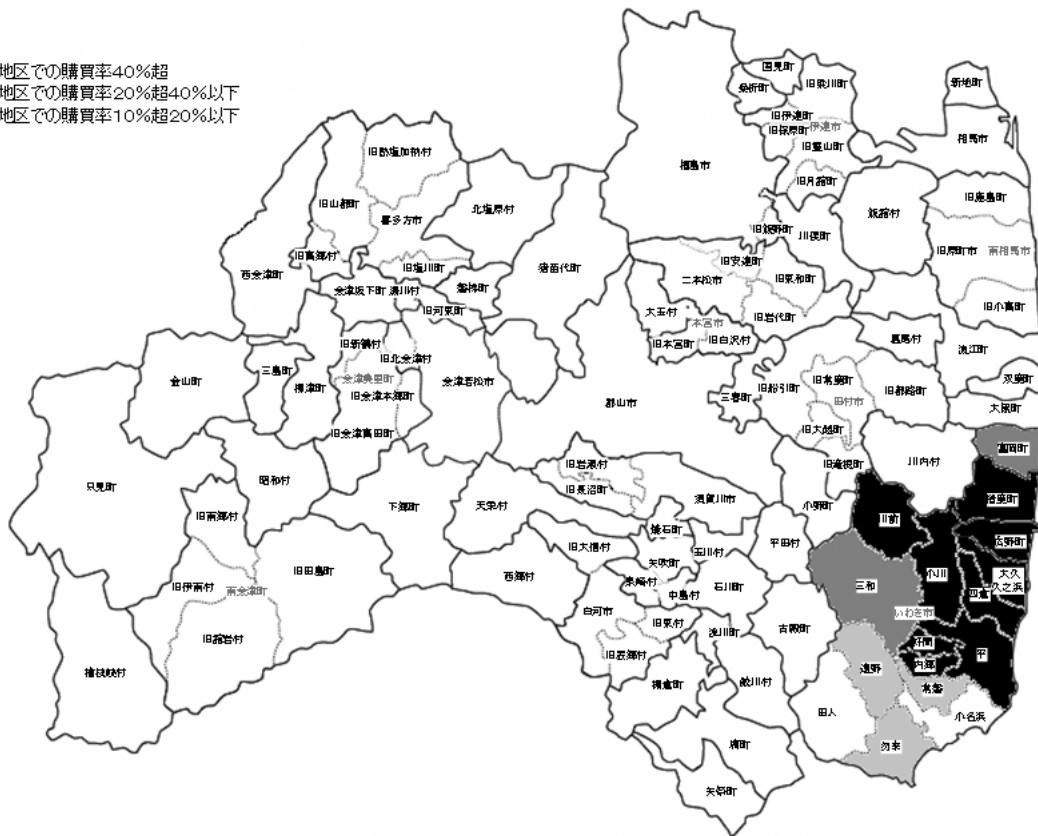 地区での購買率40%超
地区での購買率20%超40%以下
地区での購買率10%超20%以下
国見町
桑折町
旧梁川町
新地町
旧伊達町
伊達市
旧保原町
旧霊山町
相馬市
福島市
旧月舘町
旧熱塩加納村
旧山都町
北塩原村
喜多方市
飯舘村
旧鹿島町
旧飯野町
川俣町
旧高郷村
旧塩川町
西会津町
猪苗代町
旧安達町
旧原町市
南相馬市
二本松市
旧東和町
会津坂下町
湯川村
磐梯町
旧河東町
大玉村
旧岩代町
旧小高町
本宮市
旧本宮町
旧白沢村
葛尾村
浪江町
旧新鶴村
旧北会津村
三島町
金山町
柳津町
会津美里町
会津若松市
旧会津本郷町
郡山市
三春町
旧船引町
旧常葉町
旧都路町
田村市
双葉町
大熊町
旧会津高田町
旧大越町
富岡町
旧岩瀬村
旧滝根町
川内村
只見町
昭和村
下郷町
天栄村
旧長沼町
須賀川市
小野町
楢葉町
旧南郷村
鏡石町
川前
広野町
旧大信村
矢吹町
玉川村
平田村
旧伊南村
旧田島町
西郷村
泉崎村
中島村
石川町
三和
小川
四倉
大久
久之浜
南会津町
白河市
いわき市
旧舘岩村
旧東村
浅川町
古殿町
好間
平
旧表郷村
内郷
檜枝岐村
棚倉町
鮫川村
遠野
常磐
田人
小名浜
塙町
勿来
矢祭町